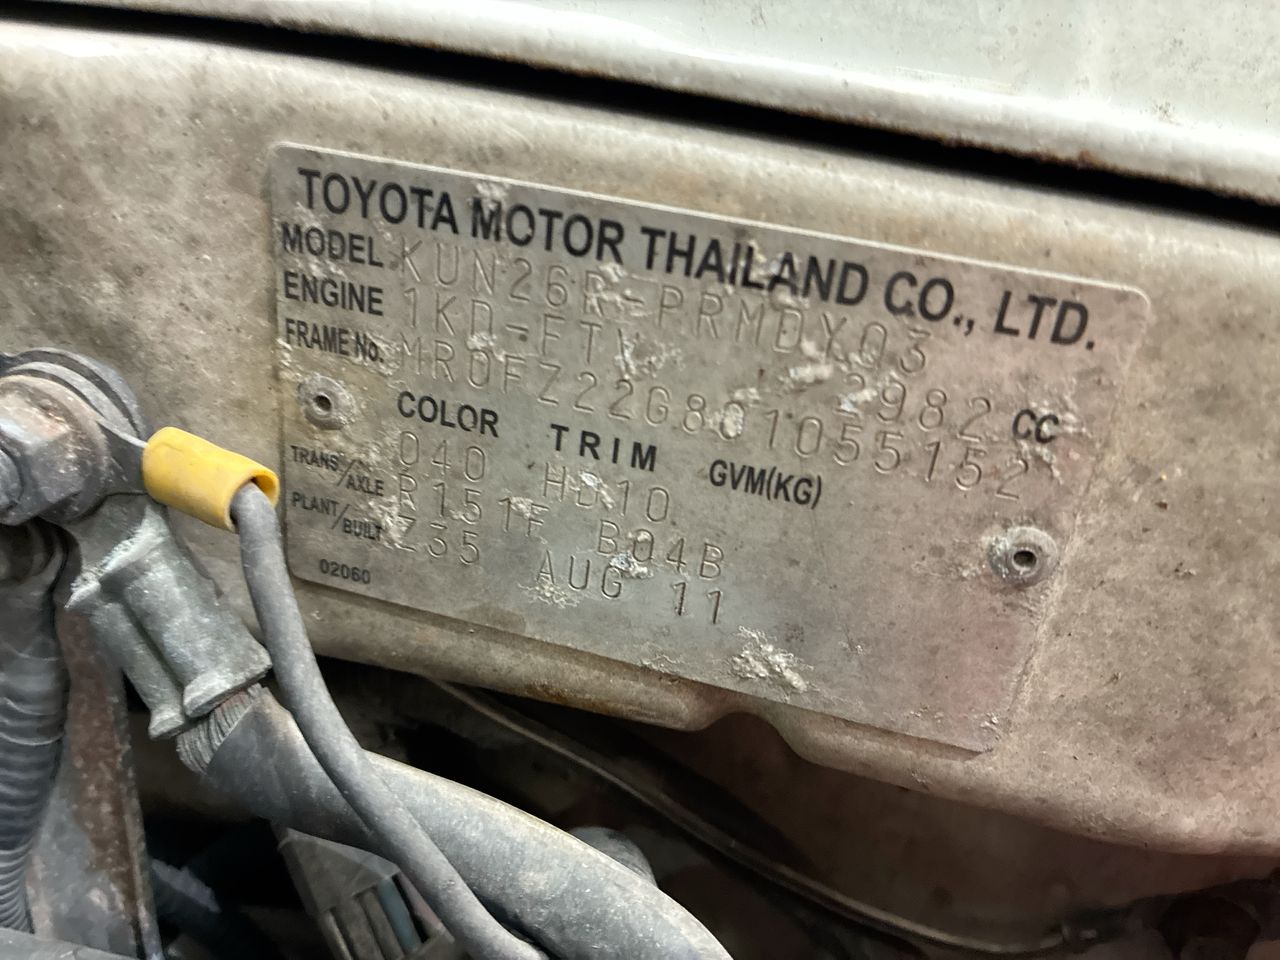 TOYOTA MOTOR THAILAND CO., LTD.
MODEL KUN26R-PRMDY03
ENGINE 1KD-FTV 2982 CC
FRAME No. MR0FZ22G801055152
COLOR TRIM GVM(KG)
040 HD10
TRANS/AXLE R151F B04B
PLANT/BUILT Z35 AUG 11
02060